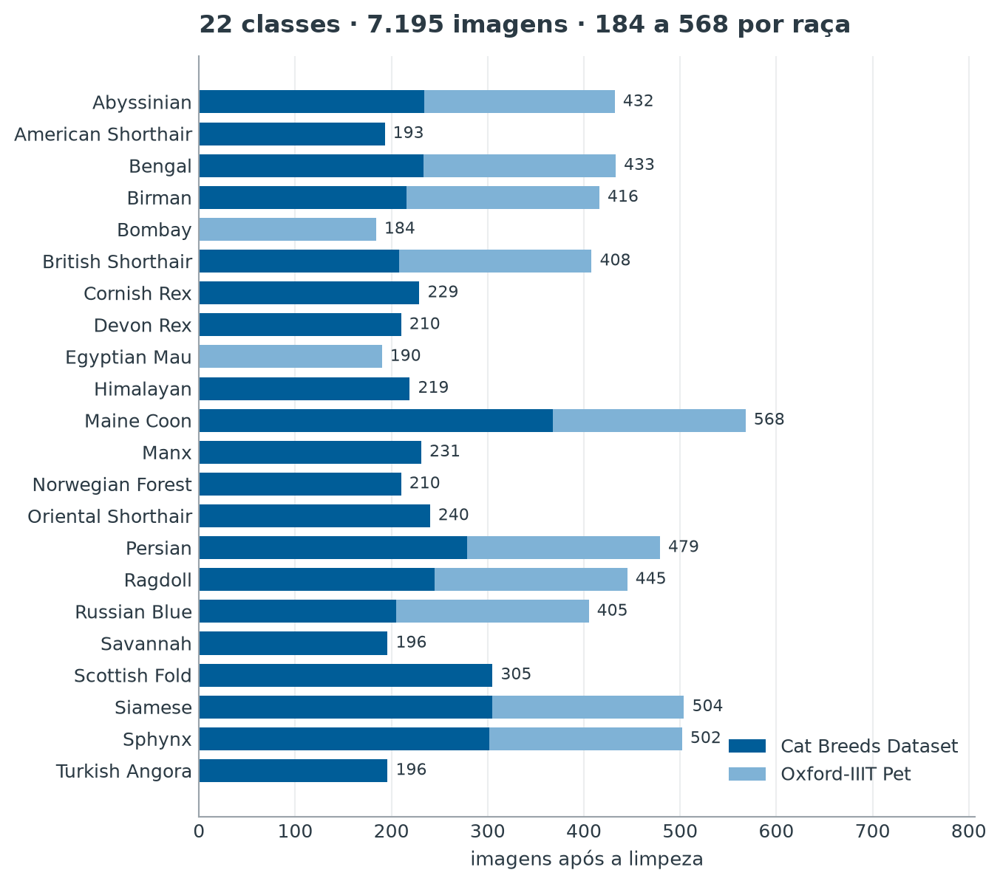 22 classes · 7.195 imagens · 184 a 568 por raça
Abyssinian 432
American Shorthair 193
Bengal 433
Birman 416
Bombay 184
British Shorthair 408
Cornish Rex 229
Devon Rex 210
Egyptian Mau 190
Himalayan 219
Maine Coon 568
Manx 231
Norwegian Forest 210
Oriental Shorthair 240
Persian 479
Ragdoll 445
Russian Blue 405
Savannah 196
Scottish Fold 305
Siamese 504
Sphynx 502
Turkish Angora 196
Cat Breeds Dataset
Oxford-IIIT Pet
0 100 200 300 400 500 600 700 800
imagens após a limpeza